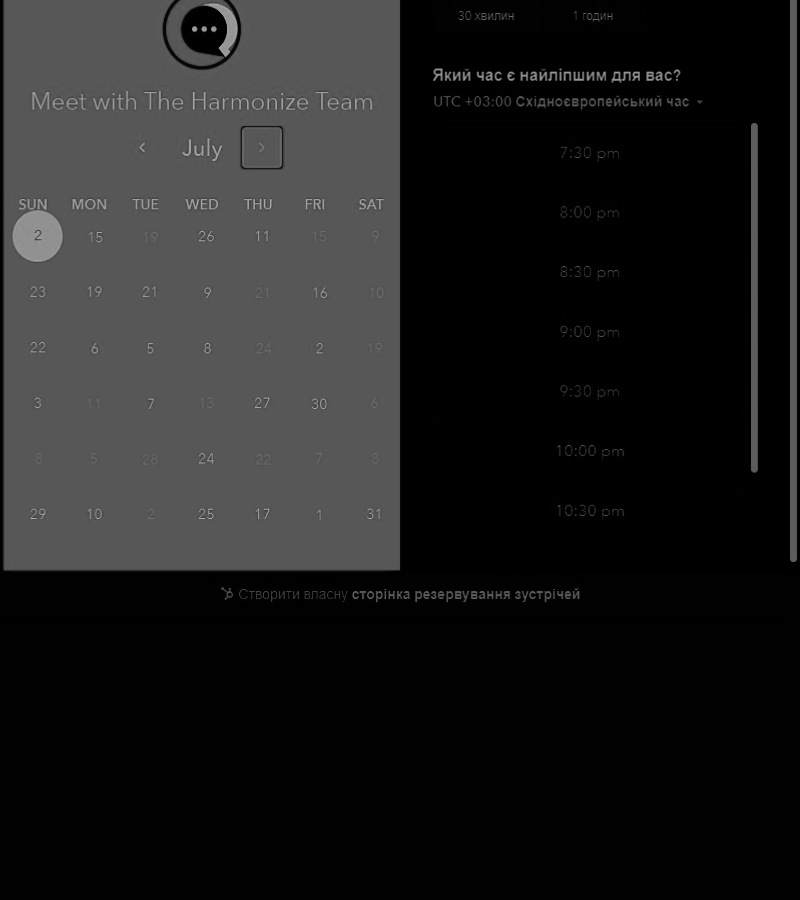 30 хвилин 1 годин
Meet with The Harmonize Team
July
SUN MON TUE WED THU FRI SAT
2 15 19 26 11 15 9
23 19 21 9 21 16 10
22 6 5 8 24 2 19
3 11 7 13 27 30 6
8 5 28 24 22 7 8
29 10 2 25 17 1 31
Який час є найліпшим для вас?
UTC +03:00 Східноєвропейський час
7:30 pm
8:00 pm
8:30 pm
9:00 pm
9:30 pm
10:00 pm
10:30 pm
Створити власну сторінка резервування зустрічей